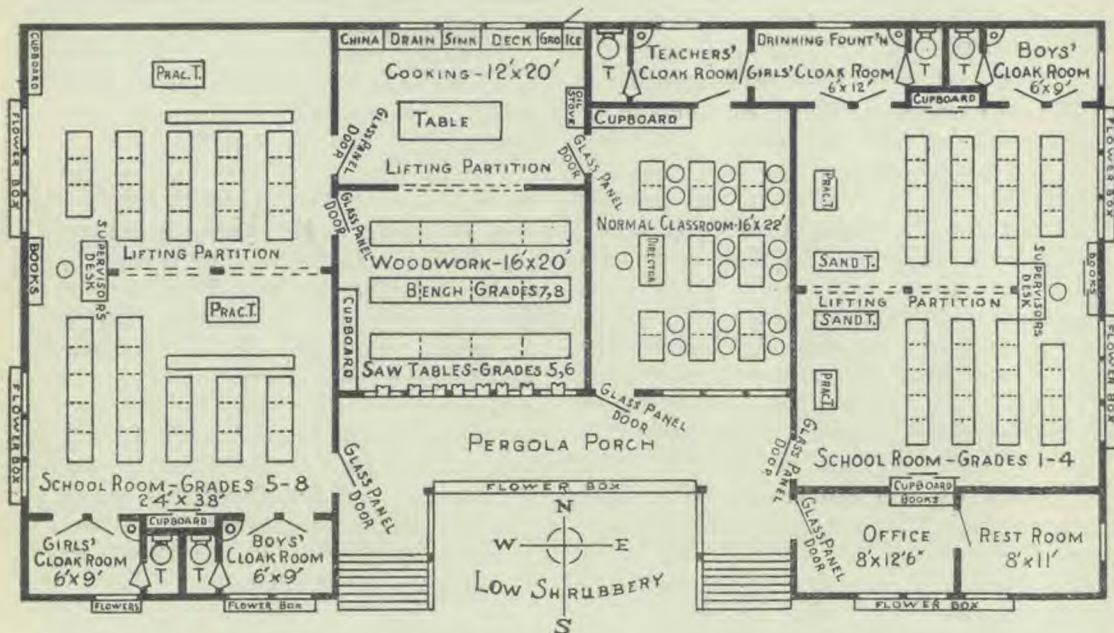 CUPBOARD
PRAC.T.
FLOWER BOX
SUPERVISOR'S
DESK
BOOKS
LIFTING PARTITION
PRAC.T.
FLOWER BOX
SCHOOL ROOM-GRADES 5-8
24' X 38'
GLASS PANEL
DOOR
GIRLS'
CLOAK ROOM
6'x9'
CUPBOARD
T
T
BOYS'
CLOAK ROOM
6'x9'
FLOWERS
FLOWER BOX
CHINA
DRAIN
SINK
DECK
GRO
ICE
COOKING-12'x20'
TABLE
OIL
STOVE
GLASS PANEL
DOOR
LIFTING PARTITION
GLASS PANEL
DOOR
GLASS PANEL
DOOR
WOODWORK-16'x20'
BENCH GRADES 7,8
CUPBOARD
SAW TABLES-GRADES 5,6
T
TEACHERS'
CLOAK ROOM
CUPBOARD
NORMAL CLASSROOM-16'x22'
DIRECTOR
GLASS PANEL
DOOR
PERGOLA PORCH
FLOWER BOX
N
W
E
S
LOW SHRUBBERY
DRINKING FOUNT'N
GIRLS' CLOAK ROOM
6'x12'
T
T
BOYS'
CLOAK ROOM
6'x9'
CUPBOARD
FLOWER BOX
PRAC.T.
SAND T.
LIFTING PARTITION
SAND T.
SUPERVISOR'S
DESK
BOOKS
PRAC.T.
FLOWER BOX
GLASS PANEL
DOOR
SCHOOL ROOM-GRADES 1-4
CUPBOARD
BOOKS
GLASS PANEL
DOOR
OFFICE
8'x12'6"
REST ROOM
8'x11'
FLOWER BOX